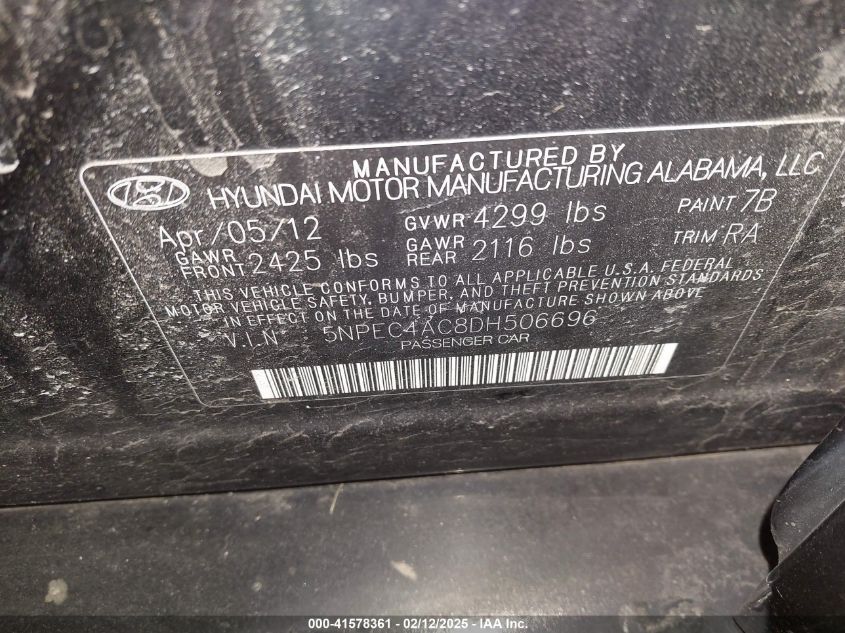 MANUFACTURED BY
HYUNDAI MOTOR MANUFACTURING ALABAMA, LLC
Apr/05/12 GVWR 4299 lbs PAINT 7B
GAWR FRONT 2425 lbs GAWR REAR 2116 lbs TRIM RA
THIS VEHICLE CONFORMS TO ALL APPLICABLE U.S.A. FEDERAL
MOTOR VEHICLE SAFETY, BUMPER, AND THEFT PREVENTION STANDARDS
IN EFFECT ON THE DATE OF MANUFACTURE SHOWN ABOVE
V.I.N 5NPEC4AC8DH506696
PASSENGER CAR
000-41578361 - 02/12/2025 - IAA Inc.